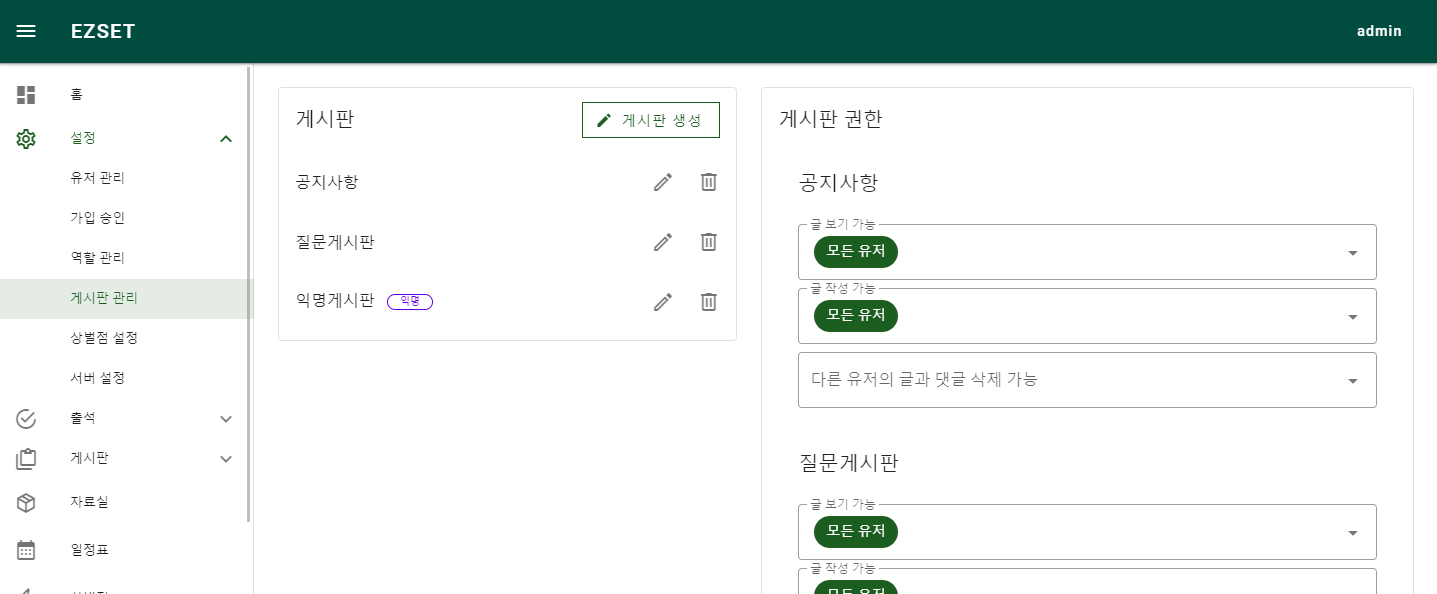 EZSET
admin
홈
설정
유저 관리
가입 승인
역할 관리
게시판 관리
상벌점 설정
서버 설정
출석
게시판
자료실
일정표
게시판
게시판 생성
공지사항
질문게시판
익명게시판 익명
게시판 권한
공지사항
글 보기 가능
모든 유저
글 작성 가능
모든 유저
다른 유저의 글과 댓글 삭제 가능
질문게시판
글 보기 가능
모든 유저
글 작성 가능
모든 유저